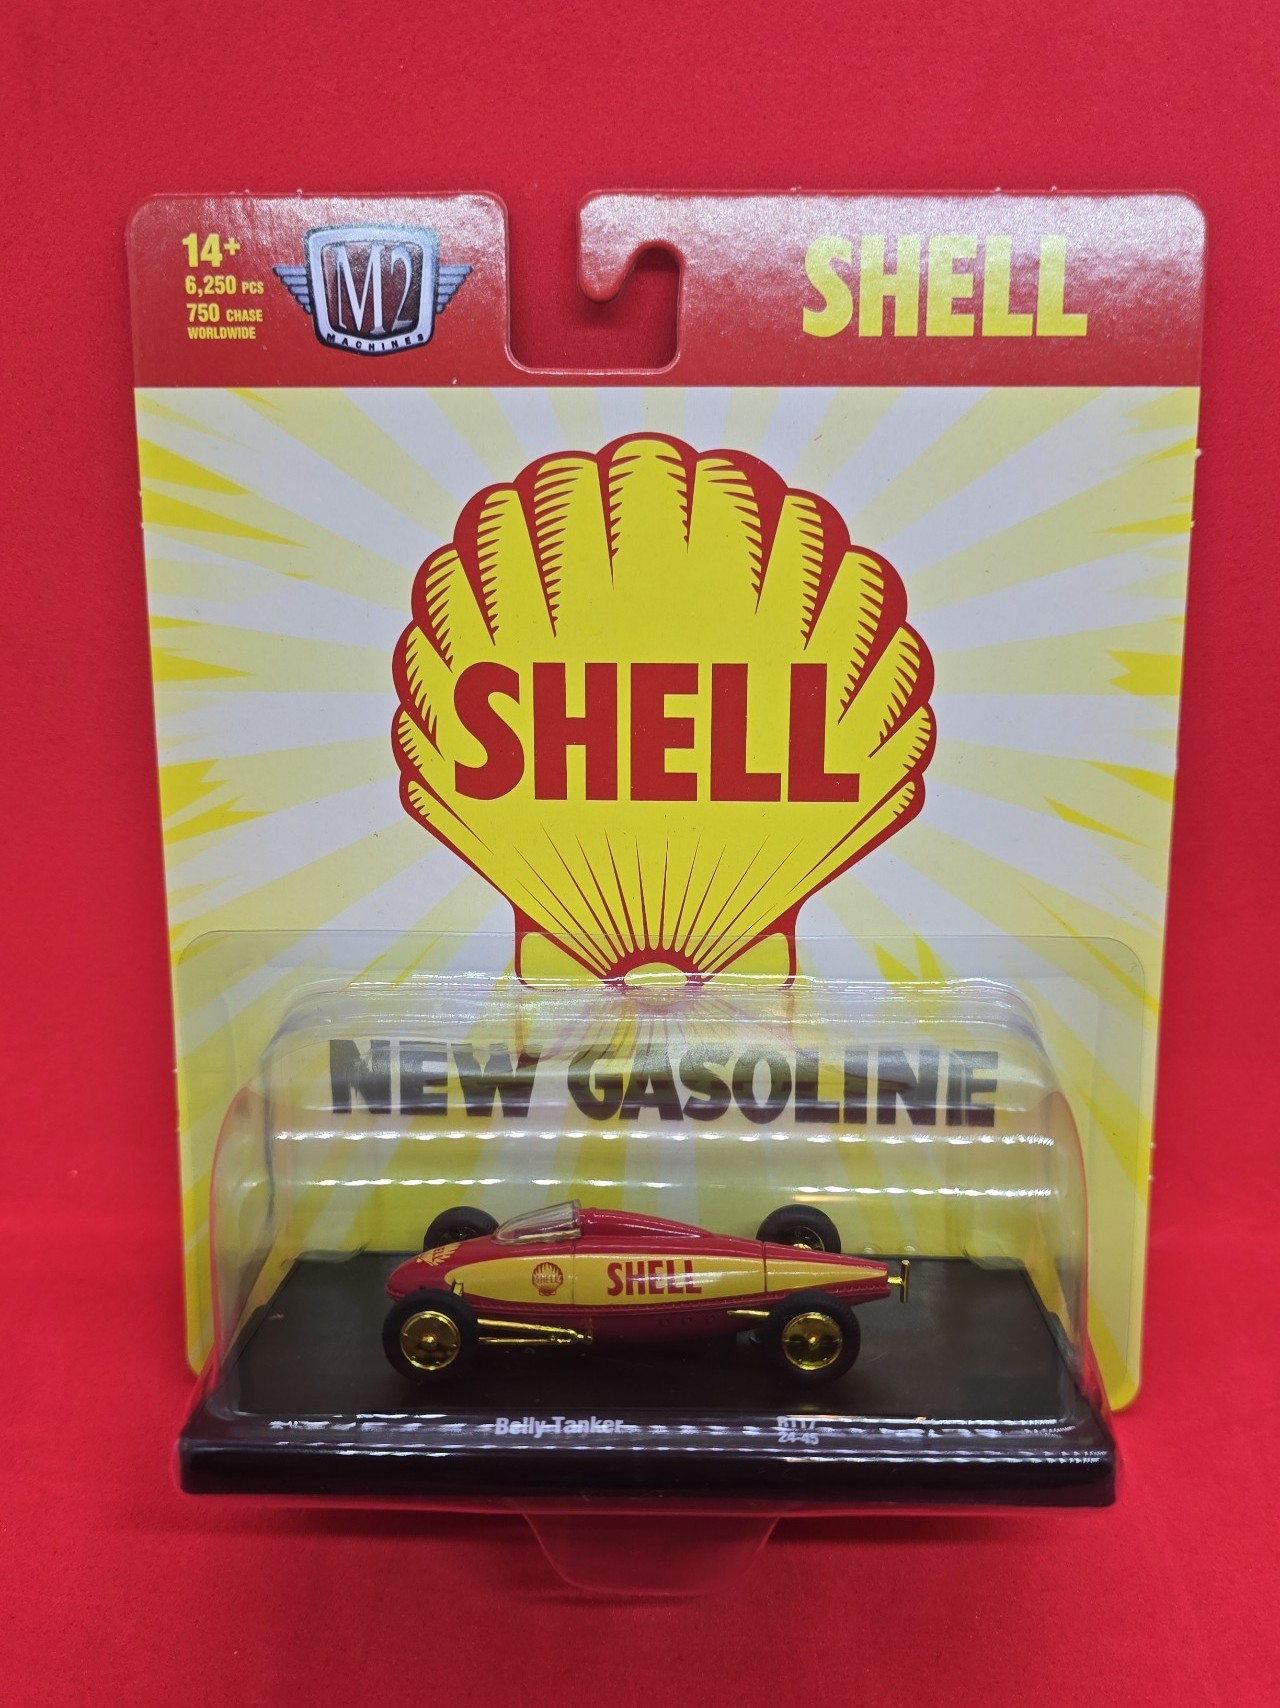 14+
6,250 PCS
750 CHASE
WORLDWIDE
M2
MACHINES
SHELL
SHELL
NEW GASOLINE
SHELL
SHELL
Belly Tanker
R117
24-45